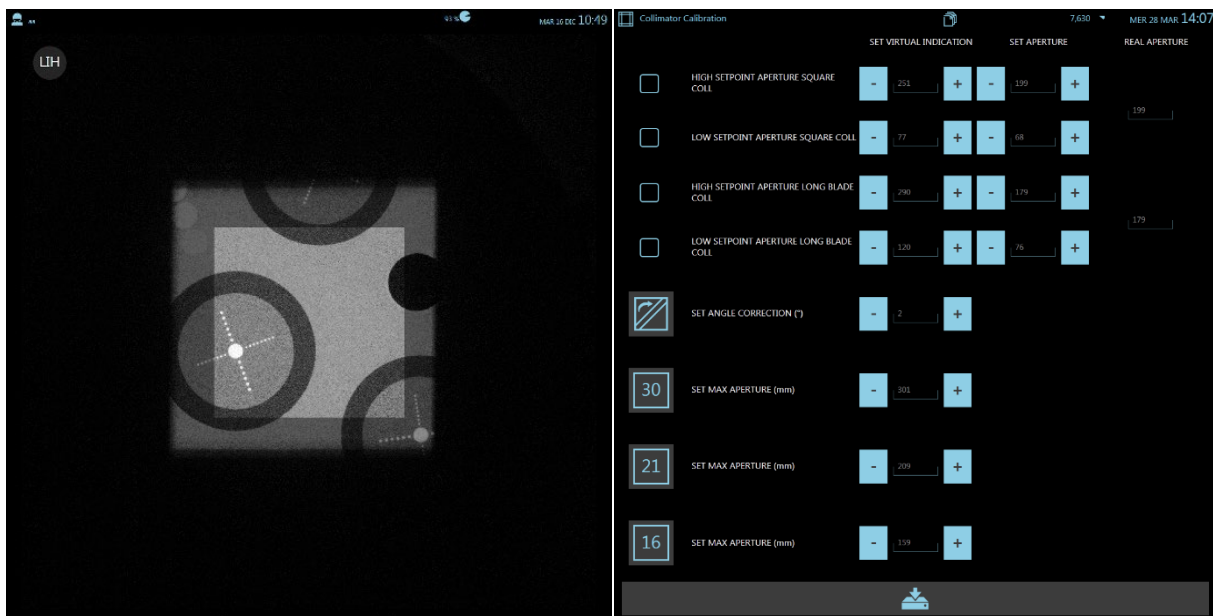 93 %
MAR 16 DIC 10:49
LIH
Collimator Calibration
7,630
MER 28 MAR 14:07
SET VIRTUAL INDICATION SET APERTURE REAL APERTURE
HIGH SETPOINT APERTURE SQUARE
COLL
- 251 + - 199 +
199
LOW SETPOINT APERTURE SQUARE COLL
- 77 + - 68 +
HIGH SETPOINT APERTURE LONG BLADE
COLL
- 290 + - 179 +
179
LOW SETPOINT APERTURE LONG BLADE
COLL
- 120 + - 76 +
SET ANGLE CORRECTION (°)
- 2 +
30 SET MAX APERTURE (mm) - 301 +
21 SET MAX APERTURE (mm) - 209 +
16 SET MAX APERTURE (mm) - 159 +